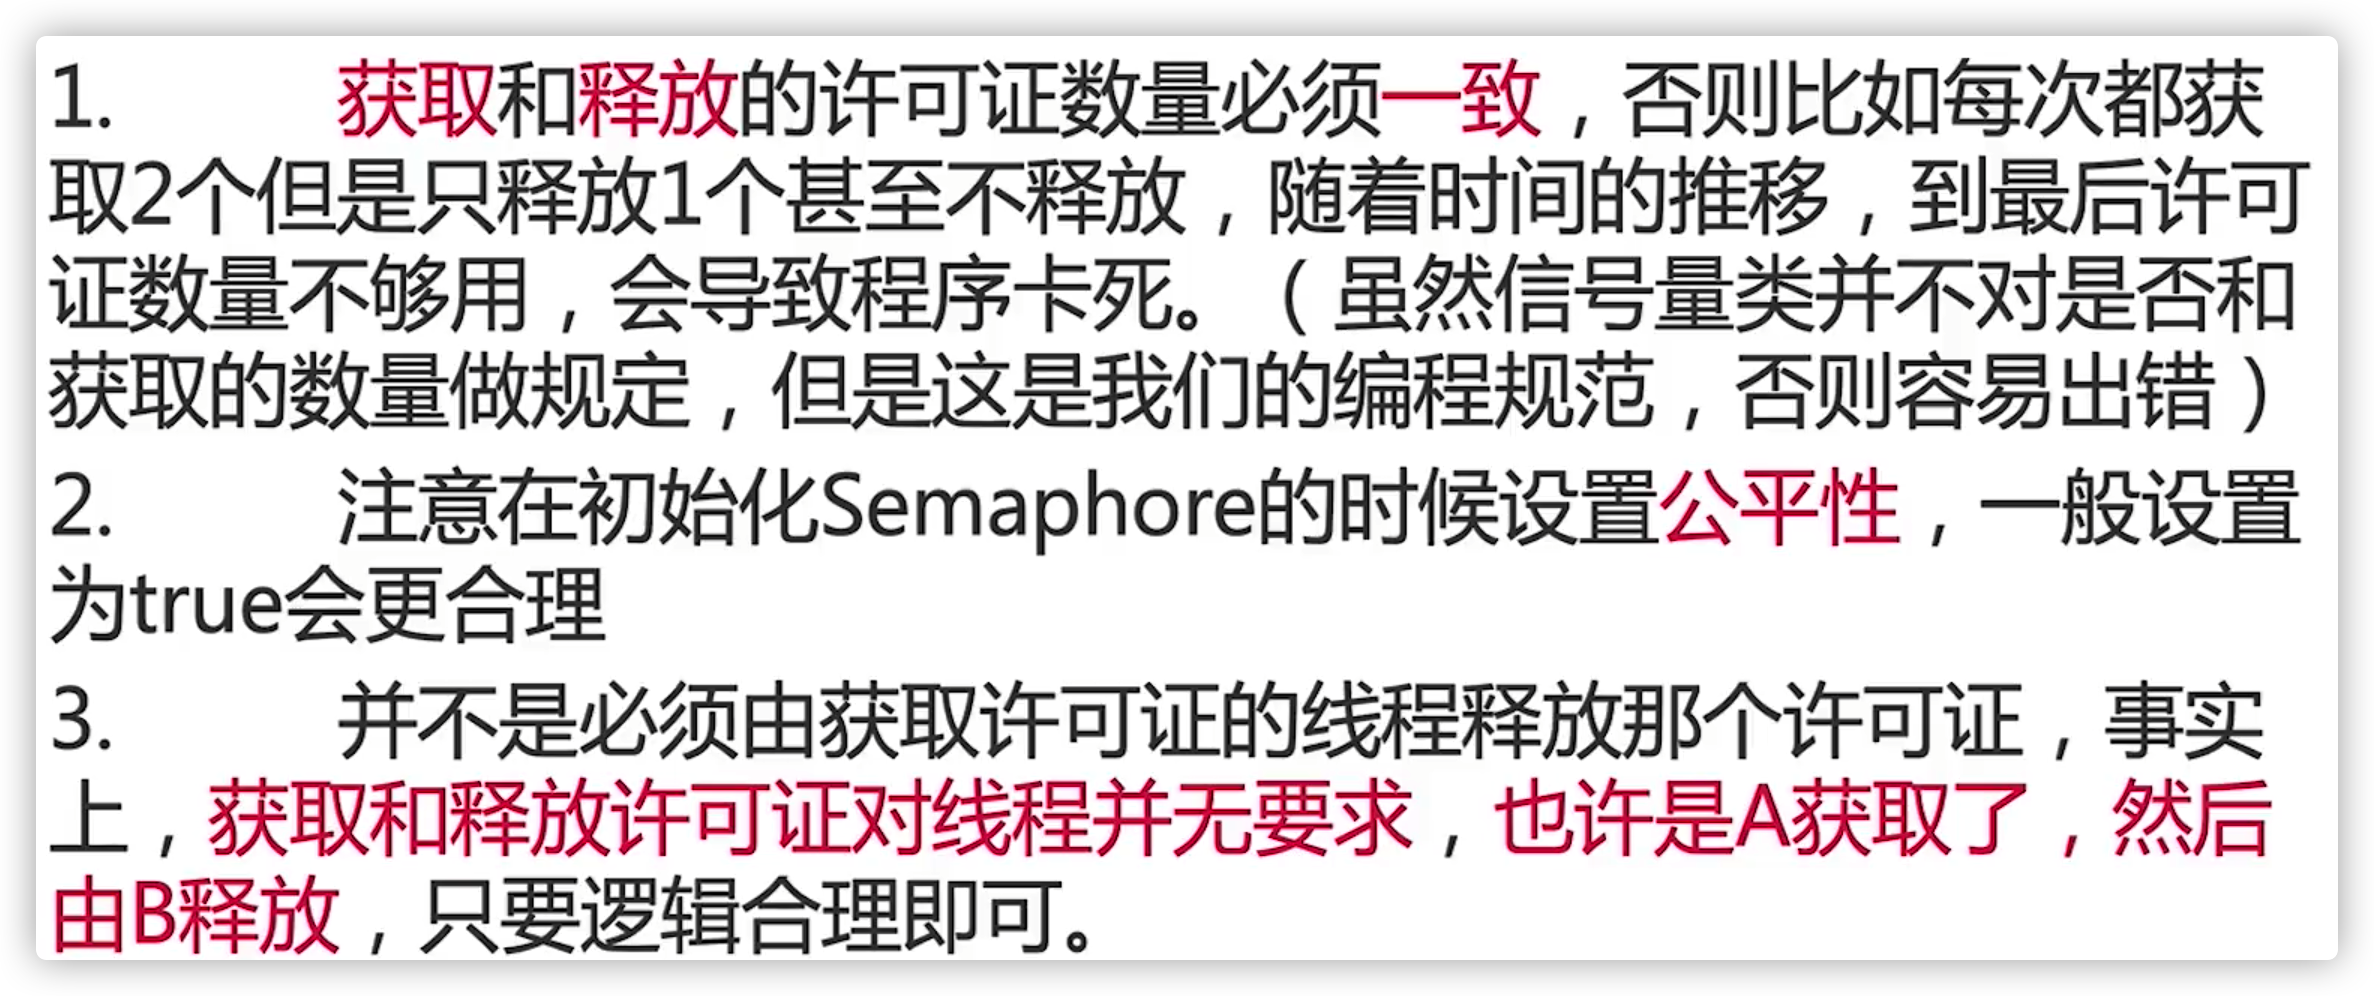 1. 获取和释放的许可证数量必须一致，否则比如每次都获
取2个但是只释放1个甚至不释放，随着时间的推移，到最后许可
证数量不够用，会导致程序卡死。（虽然信号量类并不对是否和
获取的数量做规定，但是这是我们的编程规范，否则容易出错）
2. 注意在初始化Semaphore的时候设置公平性，一般设置
为true会更合理
3. 并不是必须由获取许可证的线程释放那个许可证，事实
上，获取和释放许可证对线程并无要求，也许是A获取了，然后
由B释放，只要逻辑合理即可。